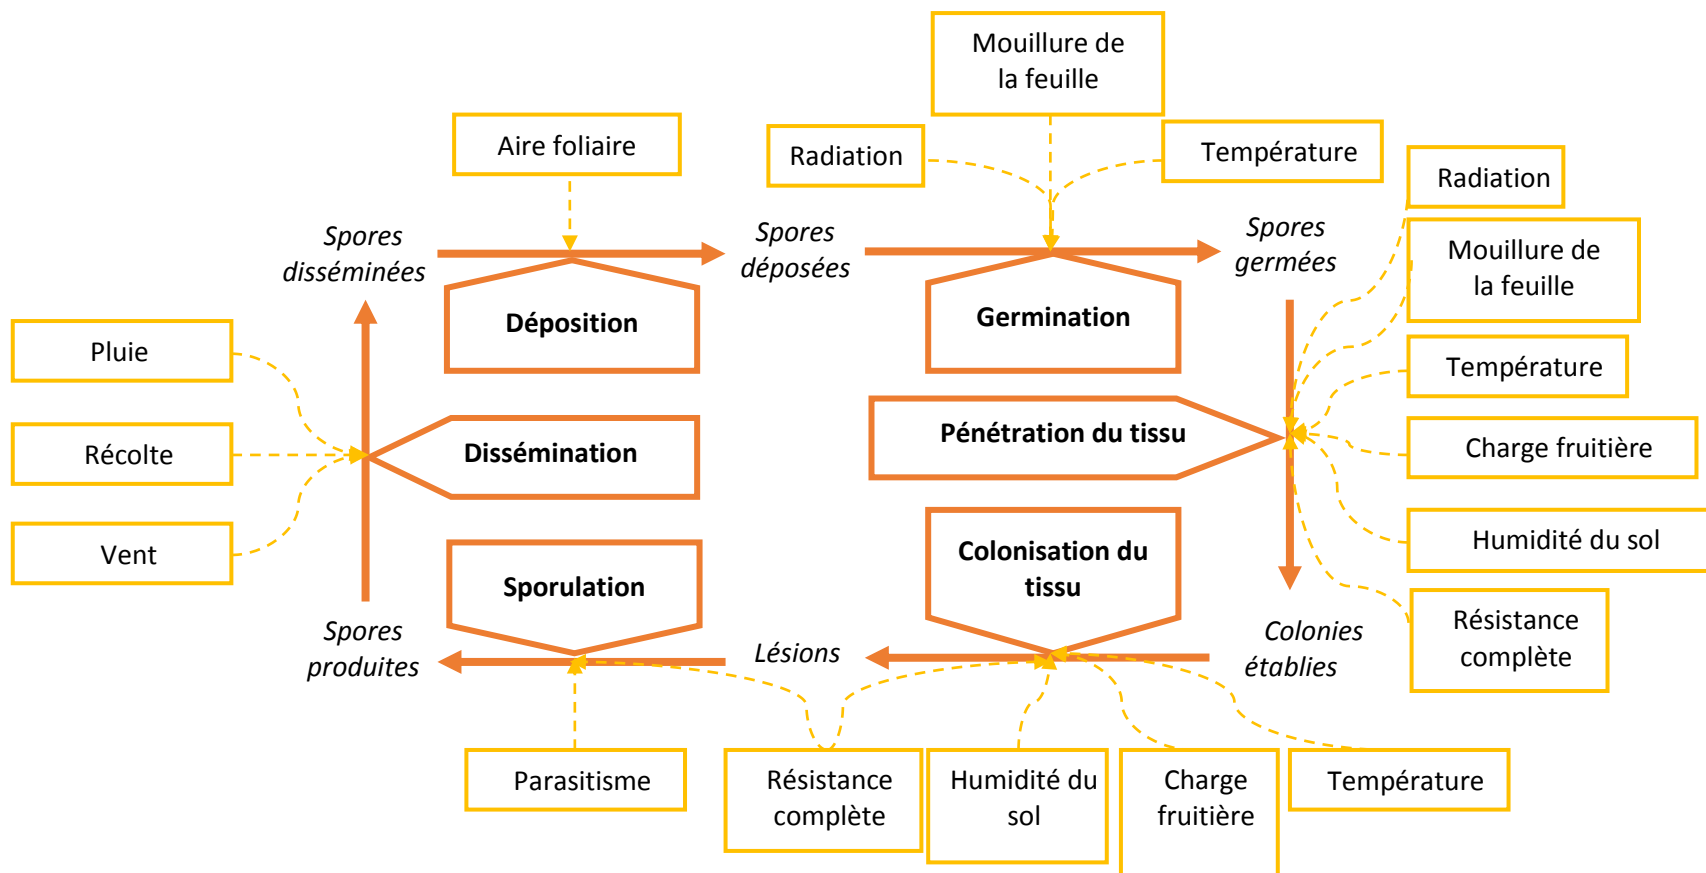 Mouillure de
la feuille
Aire foliaire
Radiation
Température
Radiation
Spores
disséminées
Spores
déposées
Spores
germées
Mouillure de
la feuille
Déposition
Germination
Pluie
Température
Récolte
Dissémination
Pénétration du tissu
Charge fruitière
Vent
Humidité du sol
Sporulation
Colonisation du
tissu
Spores
produites
Lésions
Colonies
établies
Résistance
complète
Parasitisme
Résistance
complète
Humidité du
sol
Charge
fruitière
Température